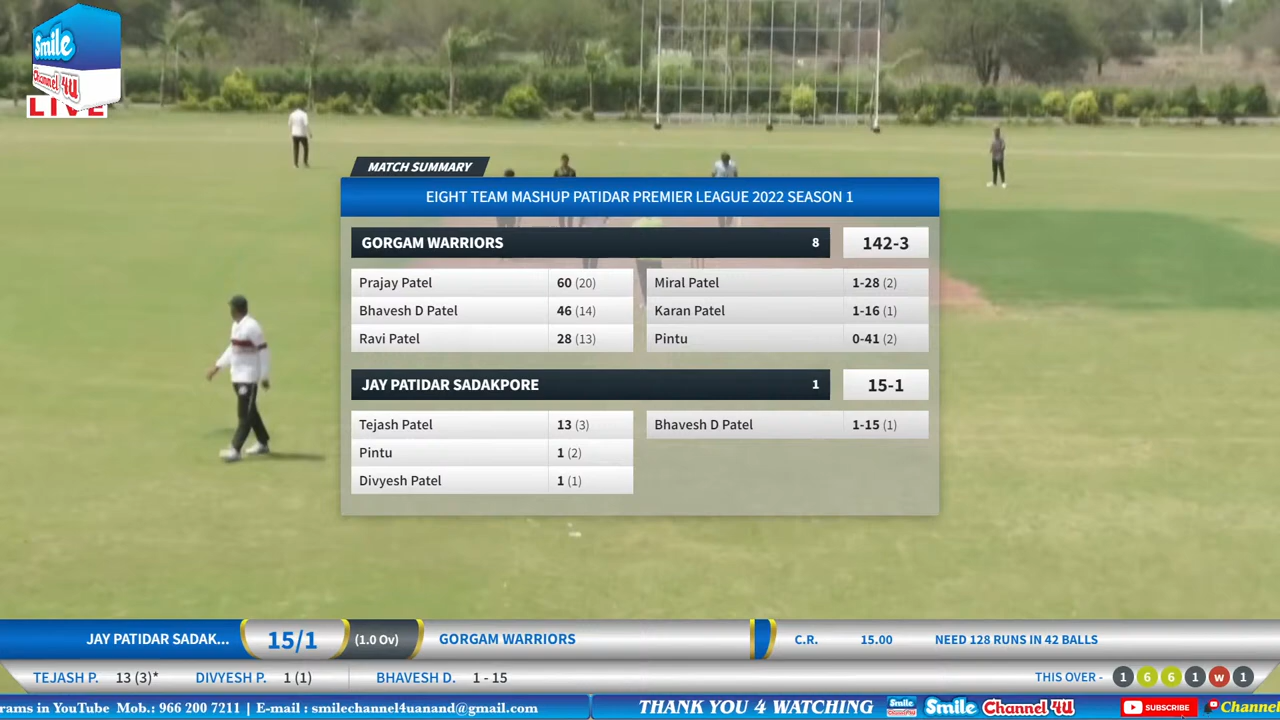 Smile
Channel 4U
LIVE
MATCH SUMMARY
EIGHT TEAM MASHUP PATIDAR PREMIER LEAGUE 2022 SEASON 1
GORGAM WARRIORS 8 142-3
Prajay Patel 60 (20) Miral Patel 1-28 (2)
Bhavesh D Patel 46 (14) Karan Patel 1-16 (1)
Ravi Patel 28 (13) Pintu 0-41 (2)
JAY PATIDAR SADAKPORE 1 15-1
Tejash Patel 13 (3) Bhavesh D Patel 1-15 (1)
Pintu 1 (2)
Divyesh Patel 1 (1)
JAY PATIDAR SADAK... 15/1 (1.0 Ov) GORGAM WARRIORS C.R. 15.00 NEED 128 RUNS IN 42 BALLS
TEJASH P. 13 (3)* DIVYESH P. 1 (1) BHAVESH D. 1 - 15 THIS OVER - 1 6 6 1 w 1
rams in YouTube Mob.: 966 200 7211 | E-mail : smilechannel4uanand@gmail.com THANK YOU 4 WATCHING Smile Channel 4U Smile Channel 4U SUBSCRIBE Channel